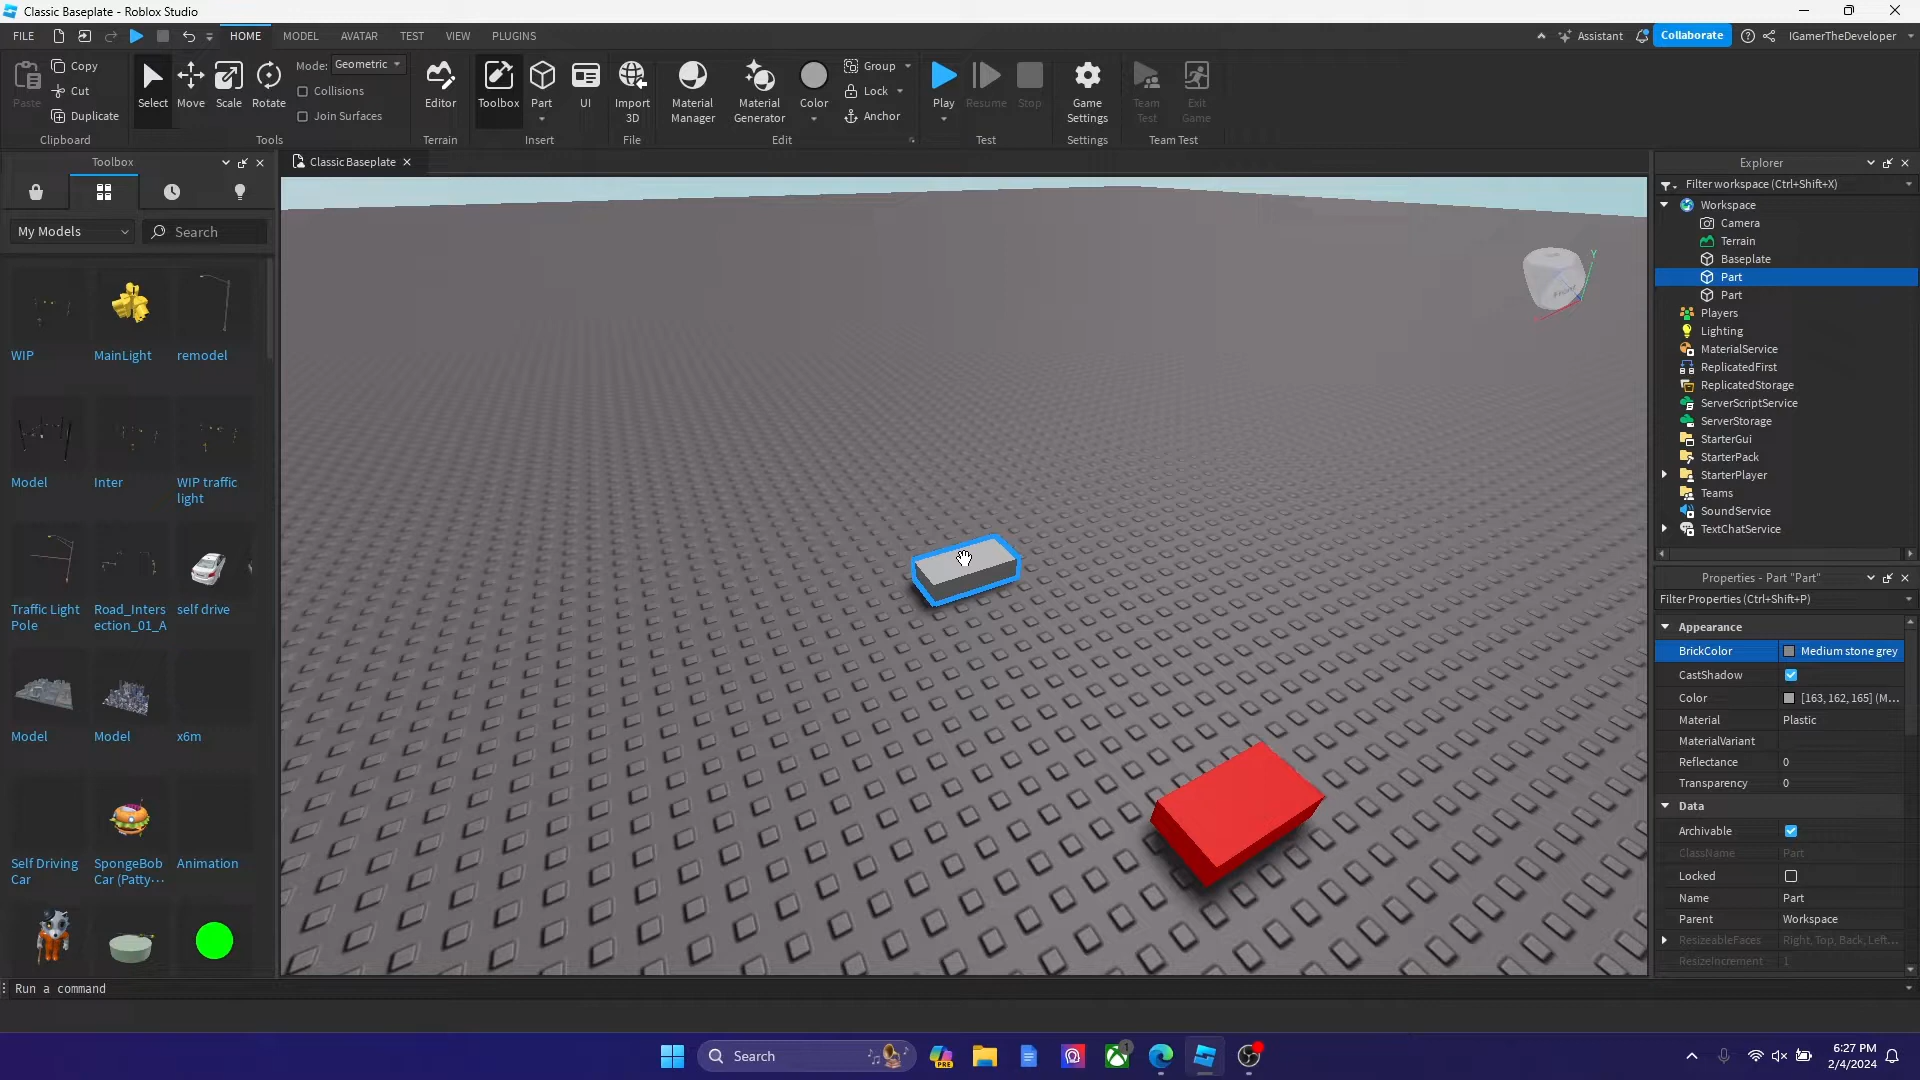 Classic Baseplate - Roblox Studio
FILE
HOME
MODEL
AVATAR
TEST
VIEW
PLUGINS
Assistant
Collaborate
IGamerTheDeveloper
Paste
Copy
Cut
Duplicate
Clipboard
Select
Move
Scale
Rotate
Mode: Geometric
Collisions
Join Surfaces
Tools
Editor
Terrain
Toolbox
Part
UI
Insert
Import
3D
File
Material
Manager
Material
Generator
Color
Group
Lock
Anchor
Edit
Play
Resume
Stop
Test
Game
Settings
Settings
Team
Test
Exit
Game
Team Test
Toolbox
My Models
Search
WIP
MainLight
remodel
Model
Inter
WIP traffic
light
Traffic Light
Pole
Road_Inters
ection_01_A
self drive
Model
Model
x6m
Self Driving
Car
SpongeBob
Car (Patty...
Animation
Classic Baseplate
Y
Explorer
Filter workspace (Ctrl+Shift+X)
Workspace
Camera
Terrain
Baseplate
Part
Part
Players
Lighting
MaterialService
ReplicatedFirst
ReplicatedStorage
ServerScriptService
ServerStorage
StarterGui
StarterPack
StarterPlayer
Teams
SoundService
TextChatService
Properties - Part "Part"
Filter Properties (Ctrl+Shift+P)
Appearance
BrickColor Medium stone grey
CastShadow
Color [163, 162, 165] (M...
Material Plastic
MaterialVariant
Reflectance 0
Transparency 0
Data
Archivable
ClassName Part
Locked
Name Part
Parent Workspace
ResizeableFaces Right, Top, Back, Left...
ResizeIncrement 1
Run a command
Search
PRE
1
6:27 PM
2/4/2024